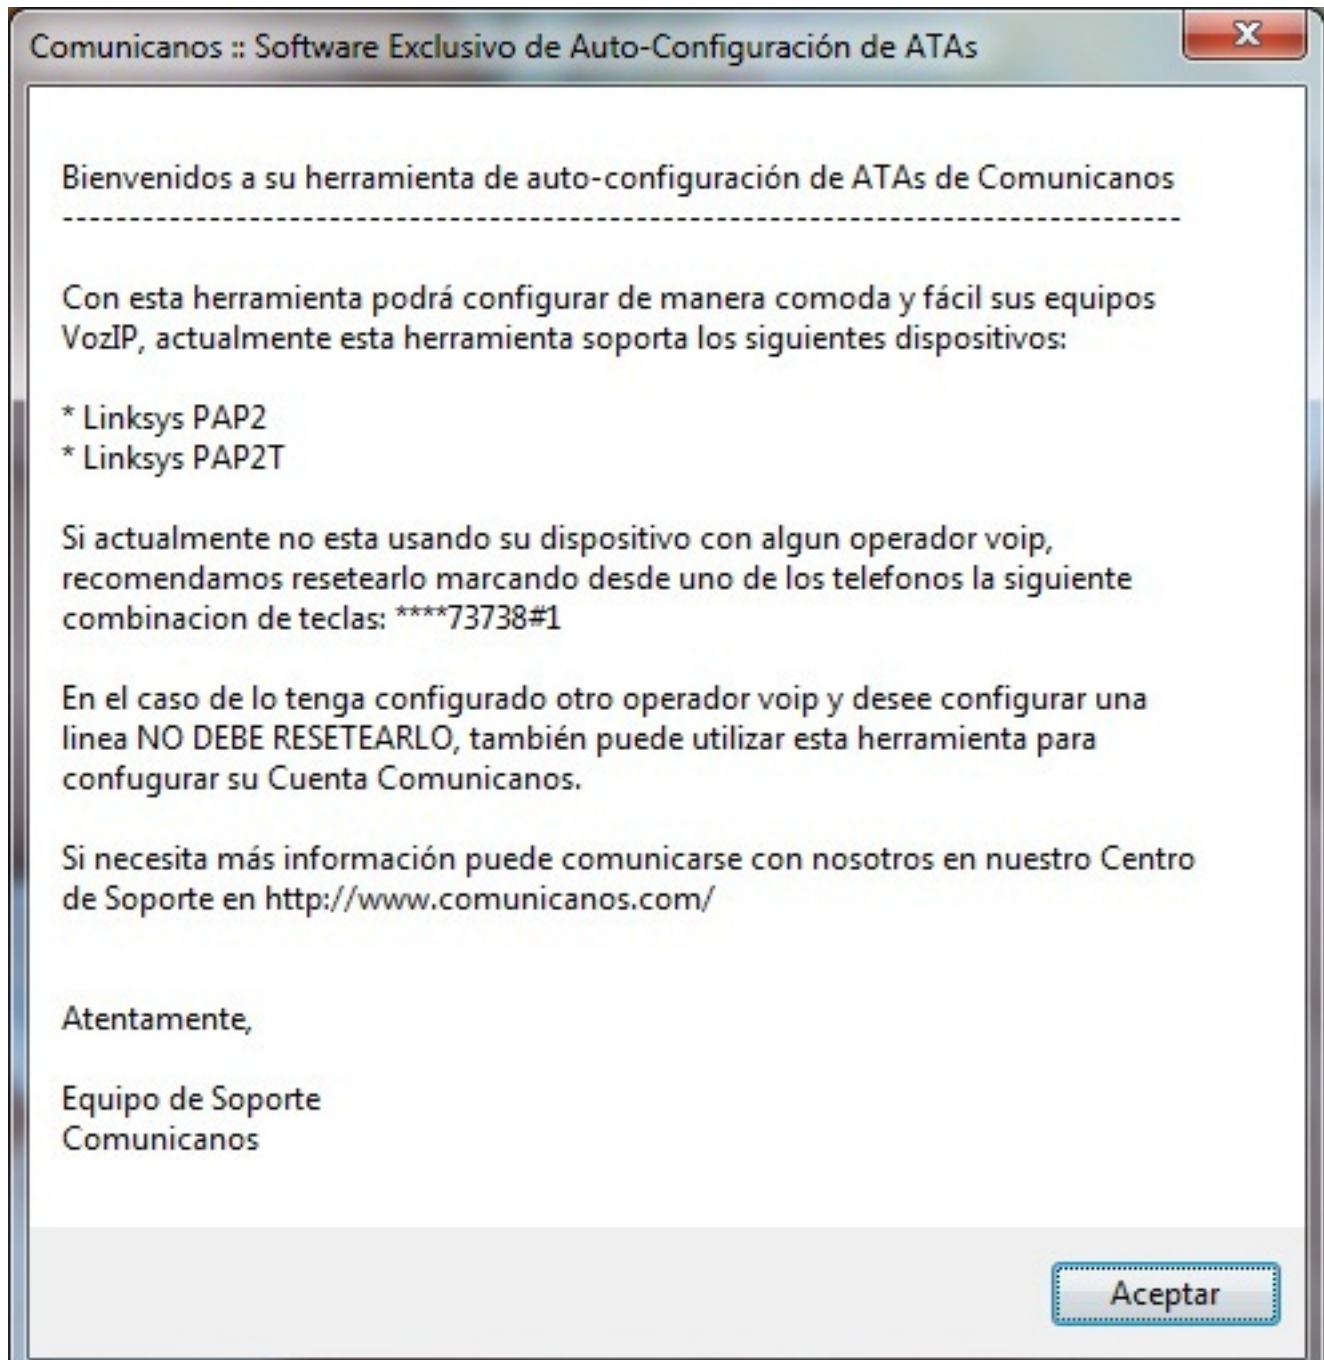 Comunicanos :: Software Exclusivo de Auto-Configuración de ATAs
Bienvenidos a su herramienta de auto-configuración de ATAs de Comunicanos
--------------------------------------------------------------------------------
Con esta herramienta podrá configurar de manera comoda y fácil sus equipos
VozIP, actualmente esta herramienta soporta los siguientes dispositivos:
* Linksys PAP2
* Linksys PAP2T
Si actualmente no esta usando su dispositivo con algun operador voip,
recomendamos resetearlo marcando desde uno de los telefonos la siguiente
combinacion de teclas: ****73738#1
En el caso de lo tenga configurado otro operador voip y desee configurar una
linea NO DEBE RESETEARLO, también puede utilizar esta herramienta para
confugurar su Cuenta Comunicanos.
Si necesita más información puede comunicarse con nosotros en nuestro Centro
de Soporte en http://www.comunicanos.com/
Atentamente,
Equipo de Soporte
Comunicanos
Aceptar